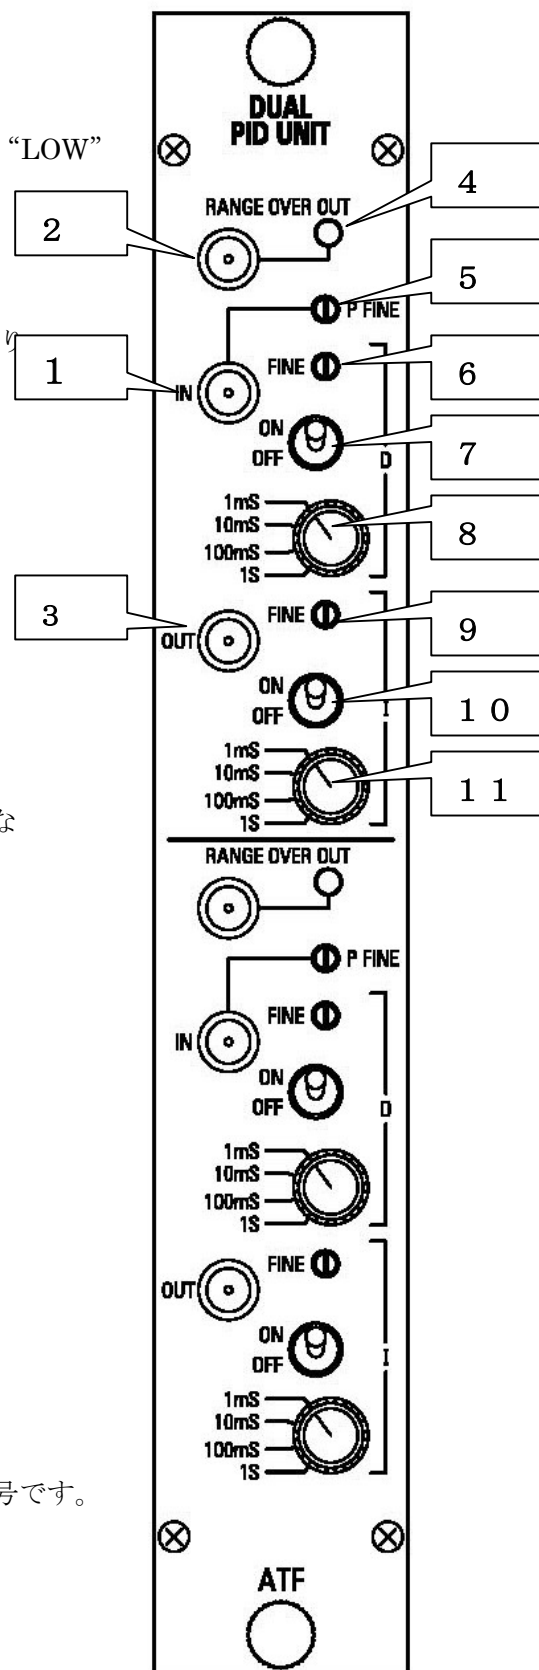 DUAL
PID UNIT
“LOW”
4
RANGE OVER OUT
2
5
P FINE
り
1
FINE
6
IN
ON
OFF
7
D
1mS
10mS
100mS
1S
8
3
FINE
9
OUT
ON
OFF
10
I
1mS
10mS
100mS
1S
11
な
RANGE OVER OUT
P FINE
FINE
IN
ON
OFF
D
1mS
10mS
100mS
1S
FINE
OUT
ON
OFF
I
1mS
10mS
100mS
1S
号です。
ATF